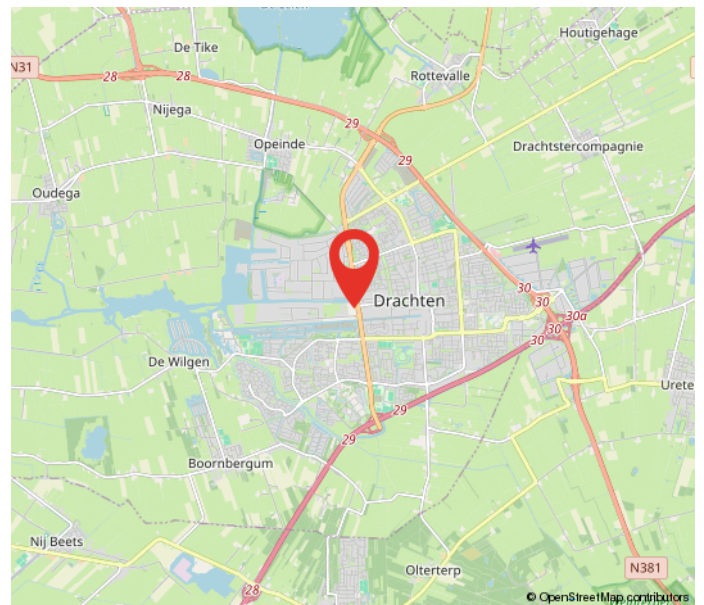 De Tike
Houtigehage
N31
28
28
Rottevalle
Nijega
29
Opeinde
29
Drachtstercompagnie
Oudega
30
30
Drachten
30a
30
30
De Wilgen
Urete
29
29
Boornbergum
Nij Beets
Olterterp
N381
28
© OpenStreetMap contributors